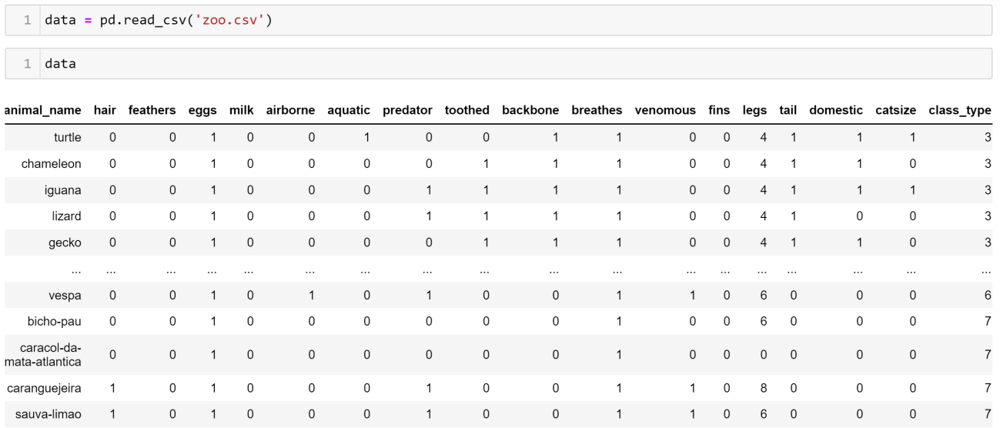 1 data = pd.read_csv('zoo.csv')
1 data
animal_name hair feathers eggs milk airborne aquatic predator toothed backbone breathes venomous fins legs tail domestic catsize class_type
turtle 0 0 1 0 0 1 0 0 1 1 0 0 4 1 1 1 3
chameleon 0 0 1 0 0 0 0 1 1 1 0 0 4 1 1 0 3
iguana 0 0 1 0 0 0 1 1 1 1 0 0 4 1 1 1 3
lizard 0 0 1 0 0 0 1 1 1 1 0 0 4 1 0 0 3
gecko 0 0 1 0 0 0 0 1 1 1 0 0 4 1 1 0 3
... ... ... ... ... ... ... ... ... ... ... ... ... ... ... ... ... ...
vespa 0 0 1 0 1 0 1 0 0 1 1 0 6 0 0 0 6
bicho-pau 0 0 1 0 0 0 0 0 0 1 0 0 6 0 0 0 7
caracol-da-
mata-atlantica 0 0 1 0 0 0 0 0 0 1 0 0 0 0 0 0 7
caranguejeira 1 0 1 0 0 0 1 0 0 1 1 0 8 0 0 0 7
sauva-limao 1 0 1 0 0 0 1 0 0 1 1 0 6 0 0 0 7